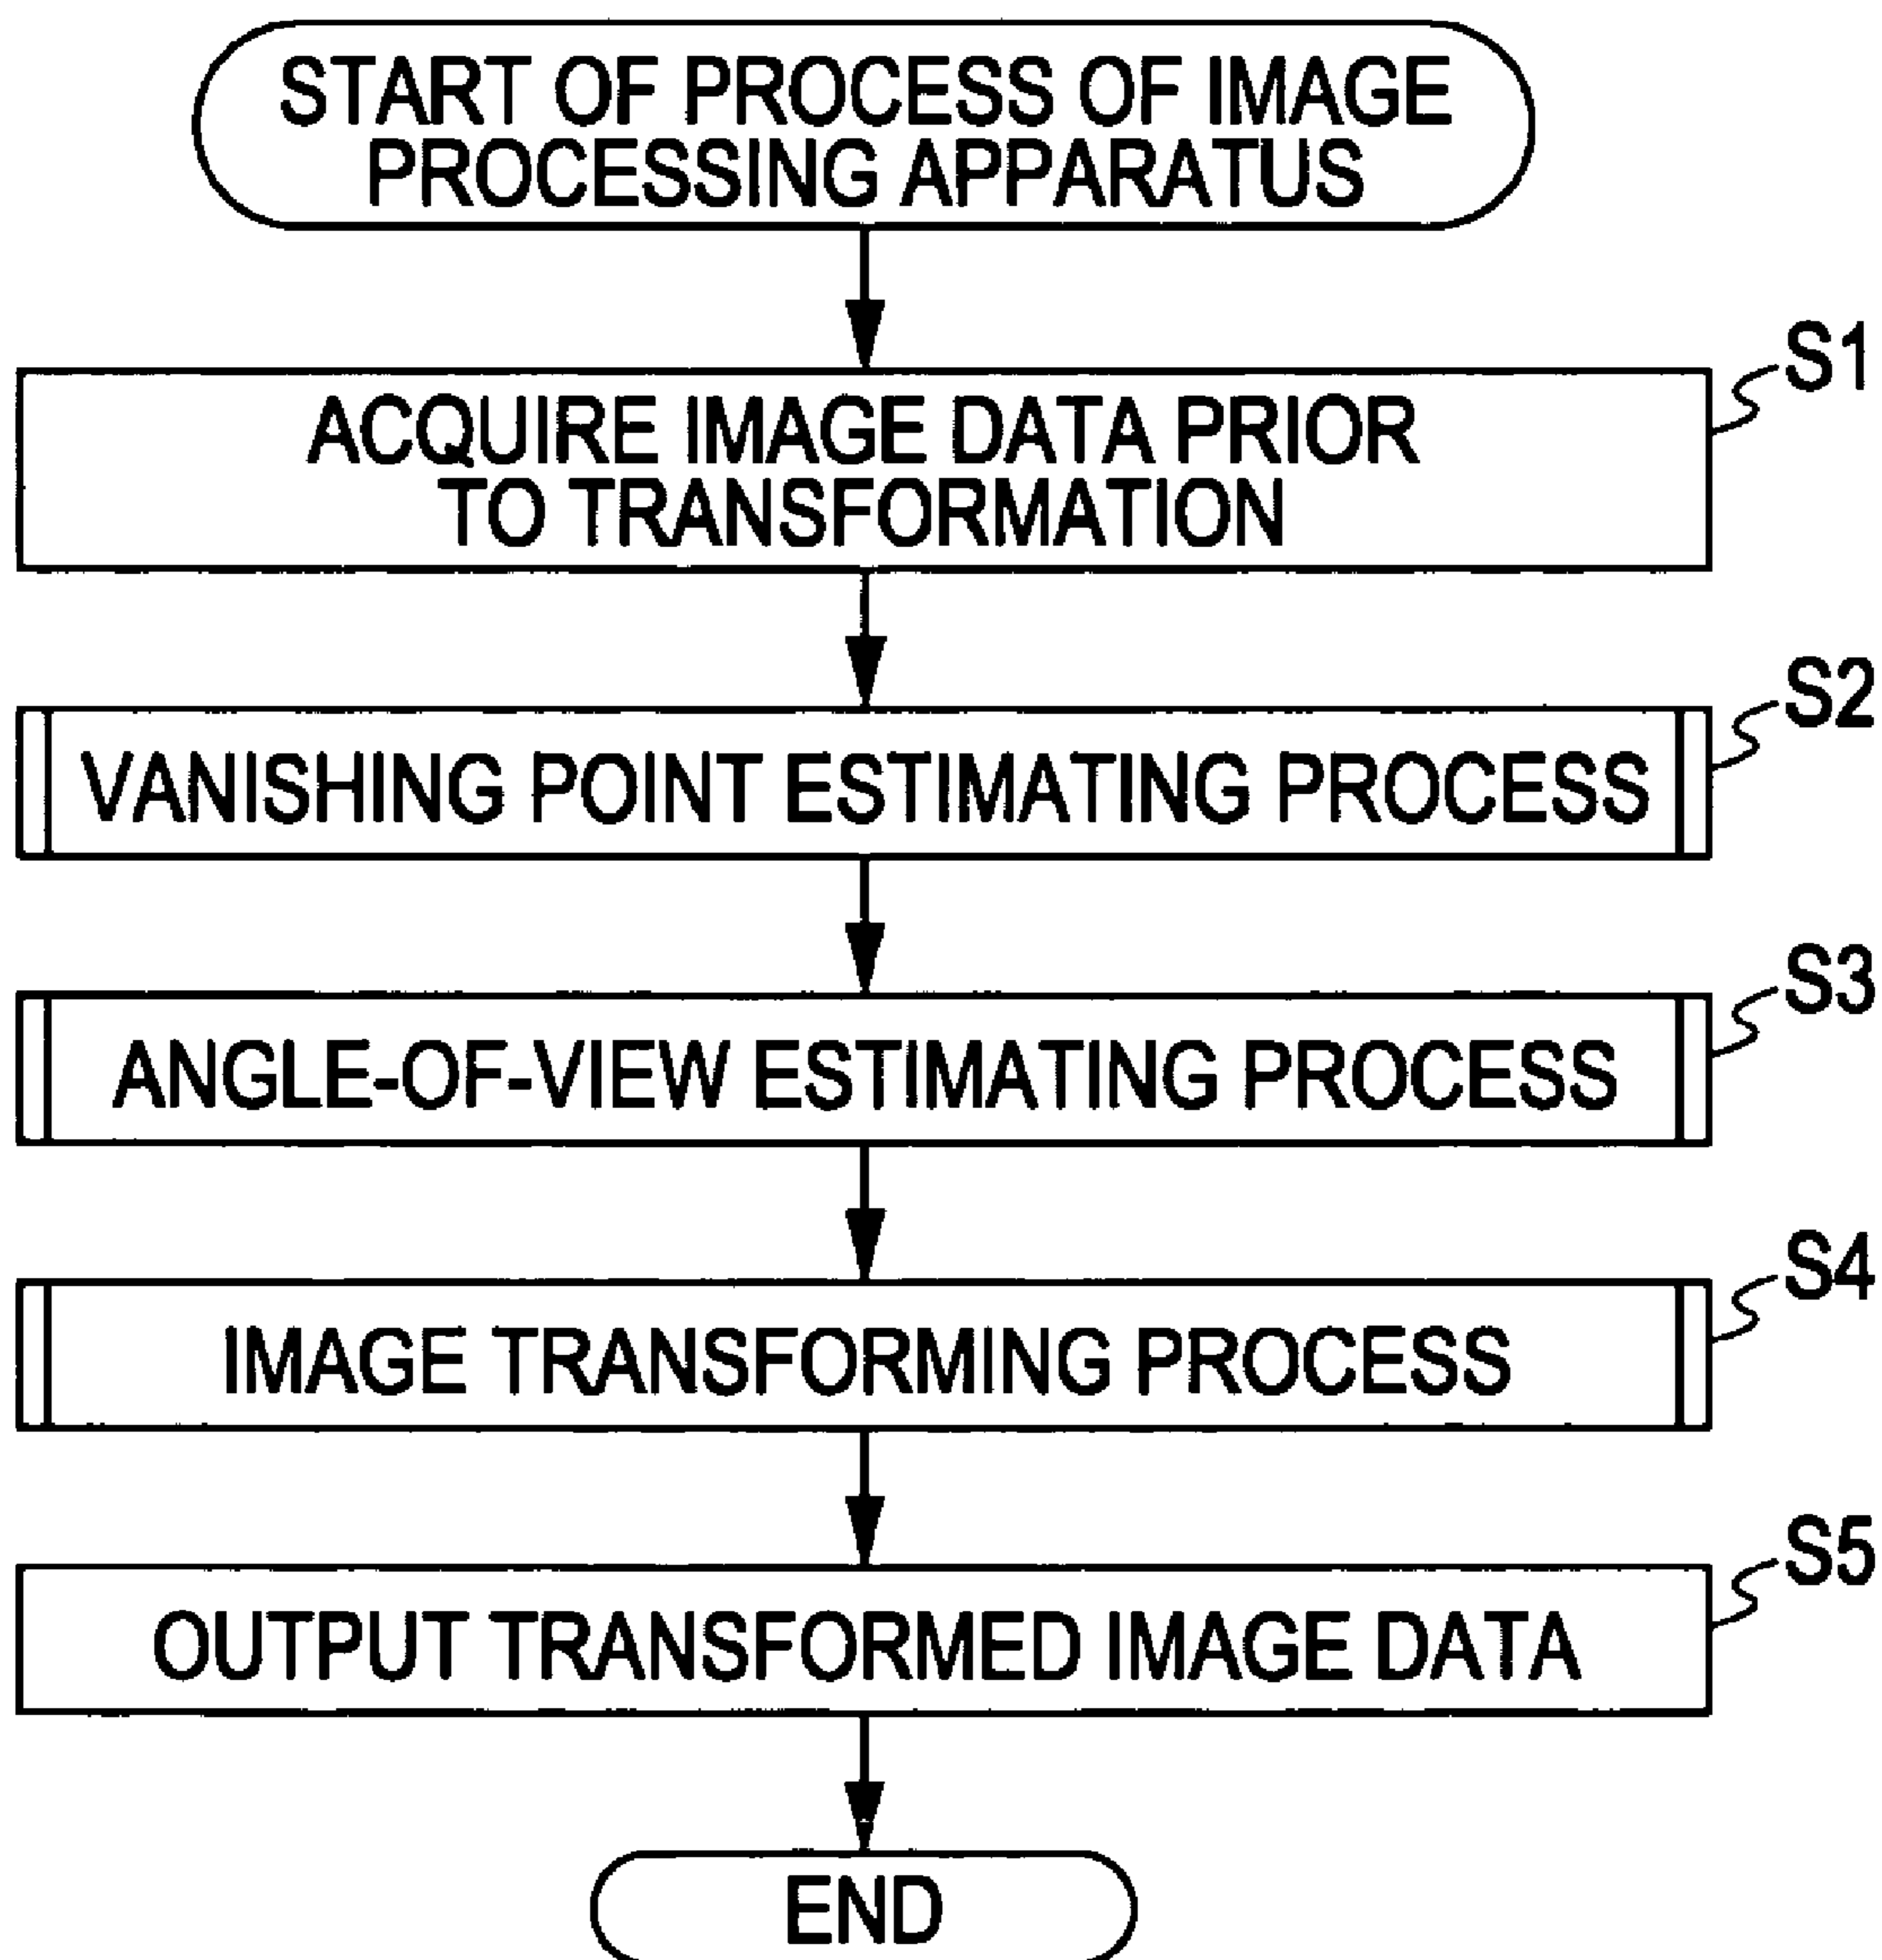 START OF PROCESS OF IMAGE
PROCESSING APPARATUS
S1
ACQUIRE IMAGE DATA PRIOR
TO TRANSFORMATION
S2
VANISHING POINT ESTIMATING PROCESS
S3
ANGLE-OF-VIEW ESTIMATING PROCESS
S4
IMAGE TRANSFORMING PROCESS
S5
OUTPUT TRANSFORMED IMAGE DATA
END